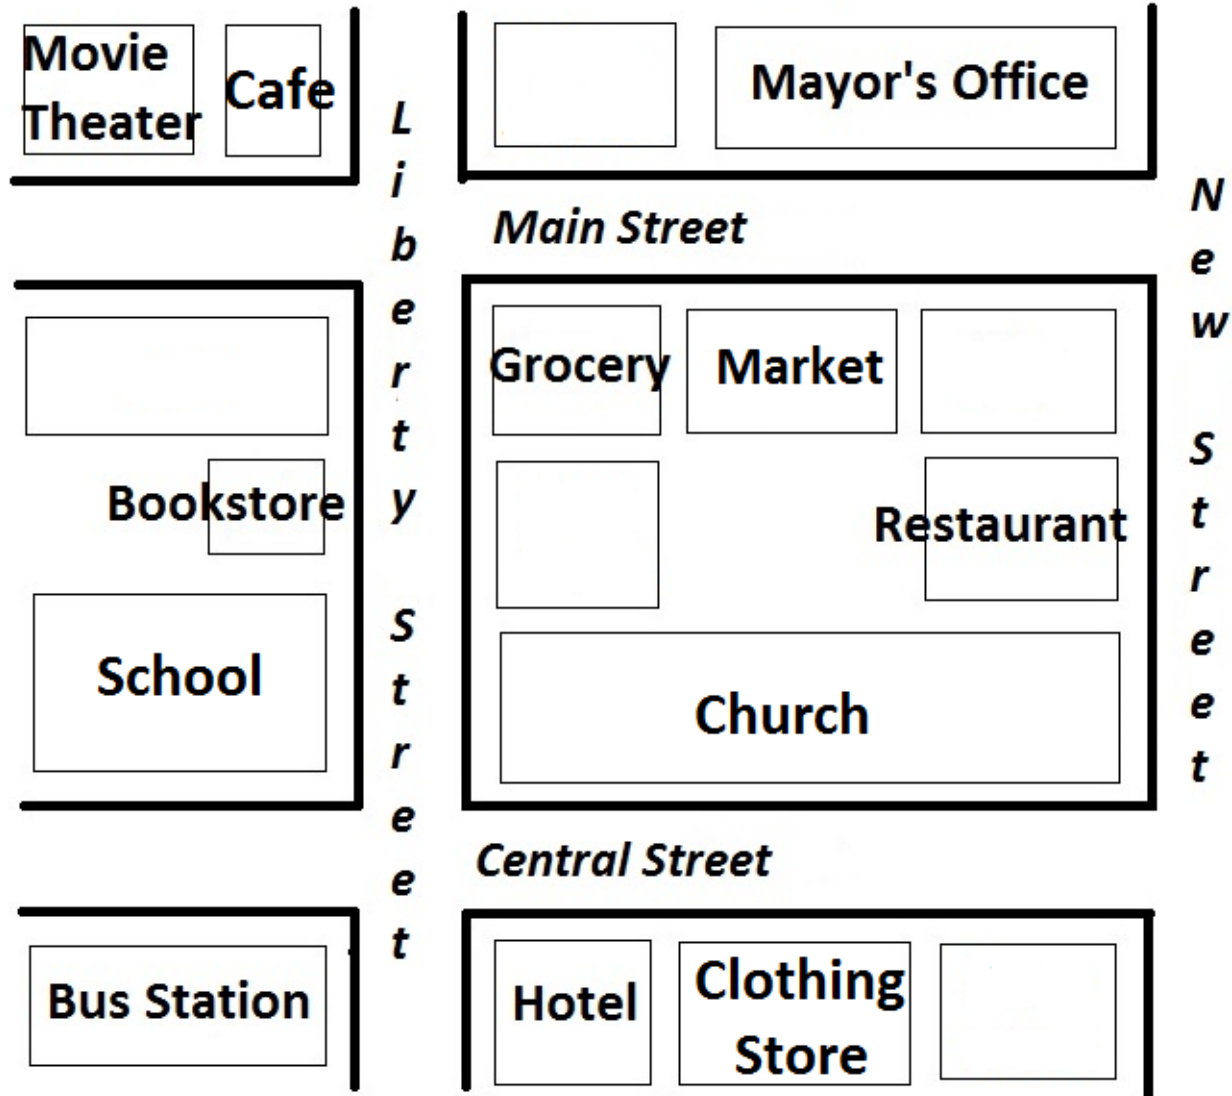 Movie
Theater
Cafe
Mayor's Office
Liberty Street
Main Street
New Street
Grocery
Market
Bookstore
Restaurant
School
Church
Central Street
Bus Station
Hotel
Clothing
Store